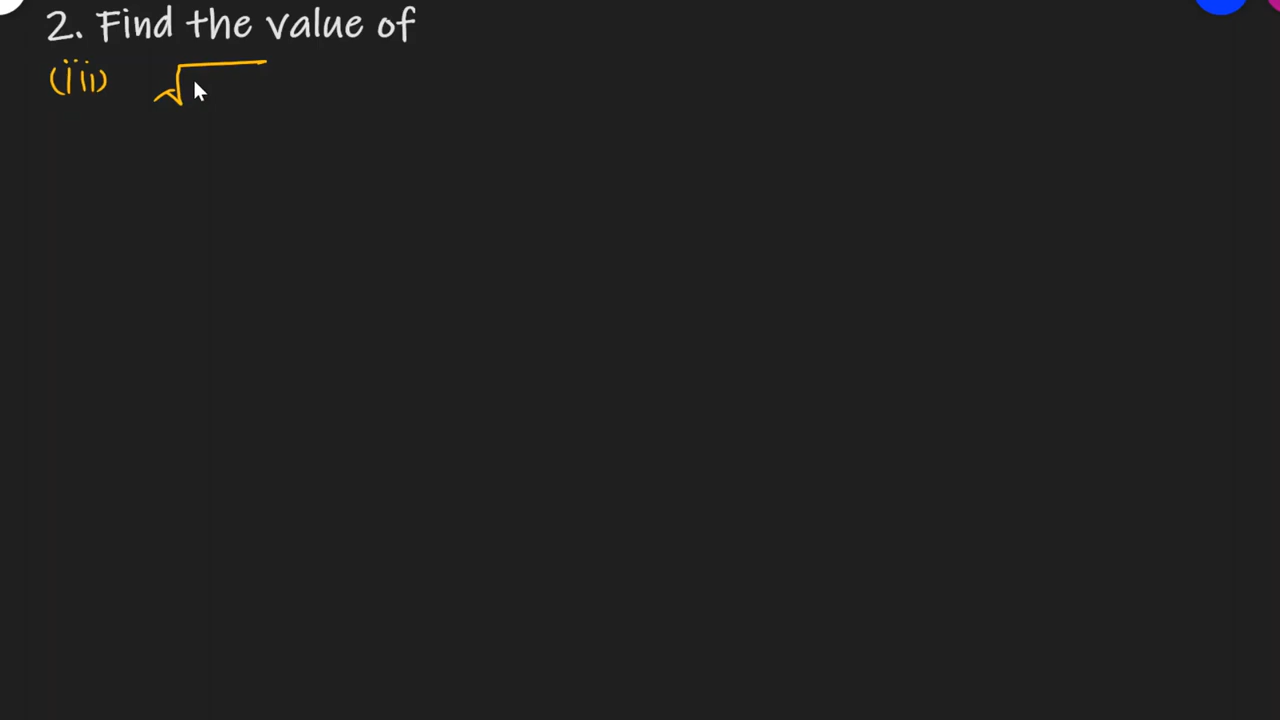 2. Find the value of
(iii) √